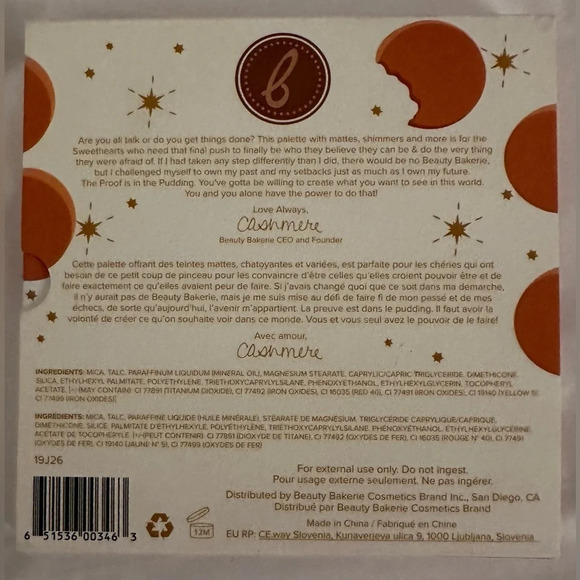 b
Are you all talk or do you get things done? This palette with mattes, shimmers and more is for the
Sweethearts who need that final push to finally be who they believe they can be & do the very thing
they were afraid of. If I had taken any step differently than I did, there would be no Beauty Bakerie,
but I challenged myself to own my past and my setbacks just as much as I own my future.
The Proof is in the Pudding. You've gotta be willing to create what you want to see in this world.
You and you alone have the power to do that!
Love Always,
Cashmere
Beauty Bakerie CEO and Founder
Cette palette offrant des teintes mattes, chatoyantes et variées, est parfaite pour les chéries qui ont
besoin de ce petit coup de pinceau pour les convaincre d'être celles qu'elles croient pouvoir être et de
faire exactement ce qu'elles avaient peur de faire. Si j'avais changé quoi que ce soit dans ma demarche,
il n'y aurait pas de Beauty Bakerie, mais je me suis mise au défi de faire fi de mon passé et de mes
échecs, de sorte qu'aujourd'hui, l'avenir m'appartient. La preuve est dans le pudding. Il faut avoir la
volonté de créer ce qu'on souhaite voir dans ce monde. Vous et vous seul avez le pouvoir de le faire!
Avec amour,
Cashmere
INGREDIENTS: MICA, TALC, PARAFFINUM LIQUIDUM (MINERAL OIL), MAGNESIUM STEARATE, CAPRYLIC/CAPRIC TRIGLYCERIDE, DIMETHICONE,
SILICA, ETHYLHEXYL PALMITATE, POLYETHYLENE, TRIETHOXYCAPRYLYLSILANE, PHENOXYETHANOL, ETHYLHEXYLGLYCERIN, TOCOPHERYL
ACETATE, [+/-(MAY CONTAIN) CI 77891 (TITANIUM DIOXIDE), CI 77492 (IRON OXIDES), CI 16035 (RED 40), CI 77491 (IRON OXIDES), CI 19140 (YELLOW 5),
CI 77499 (IRON OXIDES)]
INGRÉDIENTS: MICA, TALC, PARAFFINE LIQUIDE (HUILE MINÉRALE), STÉARATE DE MAGNESIUM, TRIGLYCERIDE CAPRYLIQUE/CAPRIQUE,
DIMETHICONE, SILICE, PALMITATE D'ETHYLHEXYLE, POLYÉTHYLÈNE, TRIETHOXYCAPRYLYLSILANE, PHENOXYÉTHANOL, ETHYLHEXYLGLYCERINE,
ACÉTATE DE TOCOPHERYLE [+/-(PEUT CONTENIR) CI 77891 (DIOXYDE DE TITANE), CI 77492 (OXYDES DE FER), CI 16035 (ROUGE N° 40), CI 77491
(OXYDES DE FER), CI 19140 (JAUNE N° 5), CI 77499 (OXYDES DE FER)]
19J26
For external use only. Do not ingest.
Pour usage externe seulement. Ne pas ingérer.
Distributed by Beauty Bakerie Cosmetics Brand Inc., San Diego, CA
Distribué par Beauty Bakerie Cosmetics Brand
Made in China / Fabriqué en Chine
EU RP: CE.way Slovenia, Kunaverjeva ulica 9, 1000 Ljubljana, Slovenia
12M
6 51536 00346 3